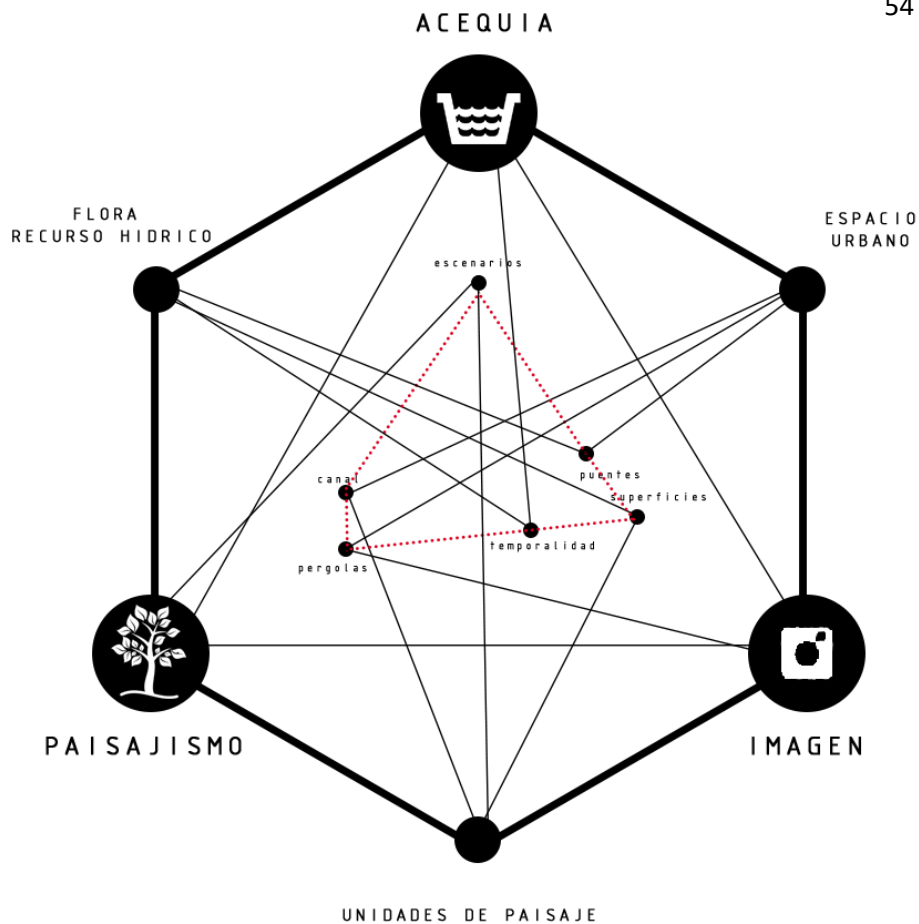 54
ACEQUIA
FLORA
RECURSO HIDRICO
ESPACIO
URBANO
escenarios
canal
puentes
superficies
temporalidad
pergolas
PAISAJISMO
IMAGEN
UNIDADES DE PAISAJE